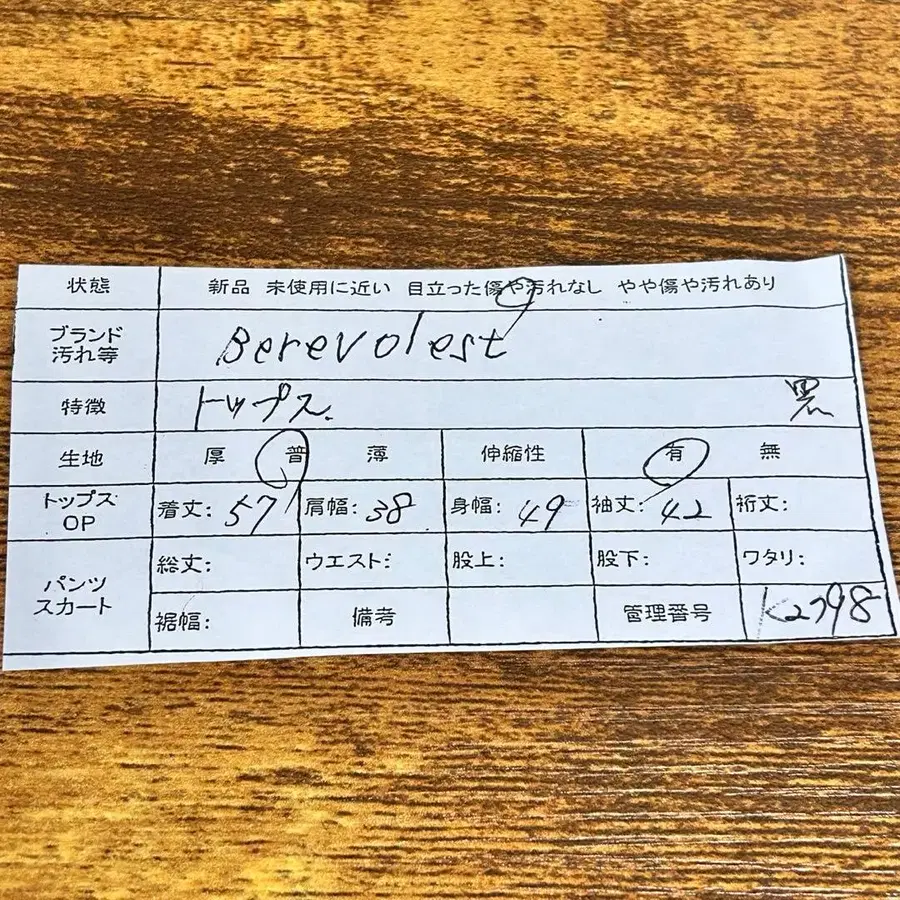 状態 新品 未使用に近い 目立った傷や汚れなし やや傷や汚れあり
ブランド
汚れ等 Berevolest
特徴 トップス. 黒
生地 厚 普 薄 伸縮性 有 無
トップス
OP 着丈: 57 肩幅: 38 身幅: 49 袖丈: 42 裄丈:
パンツ
スカート 総丈: ウエスト: 股上: 股下: ワタリ:
裾幅: 備考 管理番号 K2798